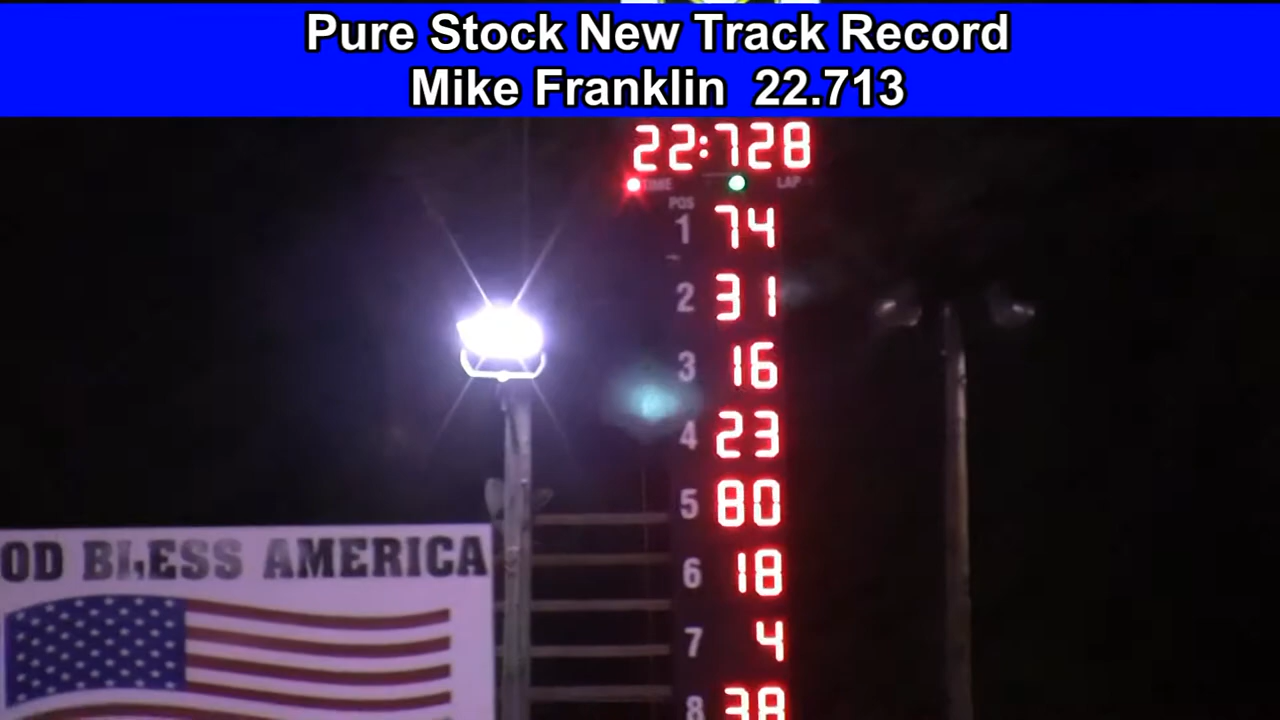 Pure Stock New Track Record
Mike Franklin 22.713
22:728
TIME LAP
POS
1 74
2 31
3 16
4 23
5 80
6 18
7 4
8 38
OD BLESS AMERICA